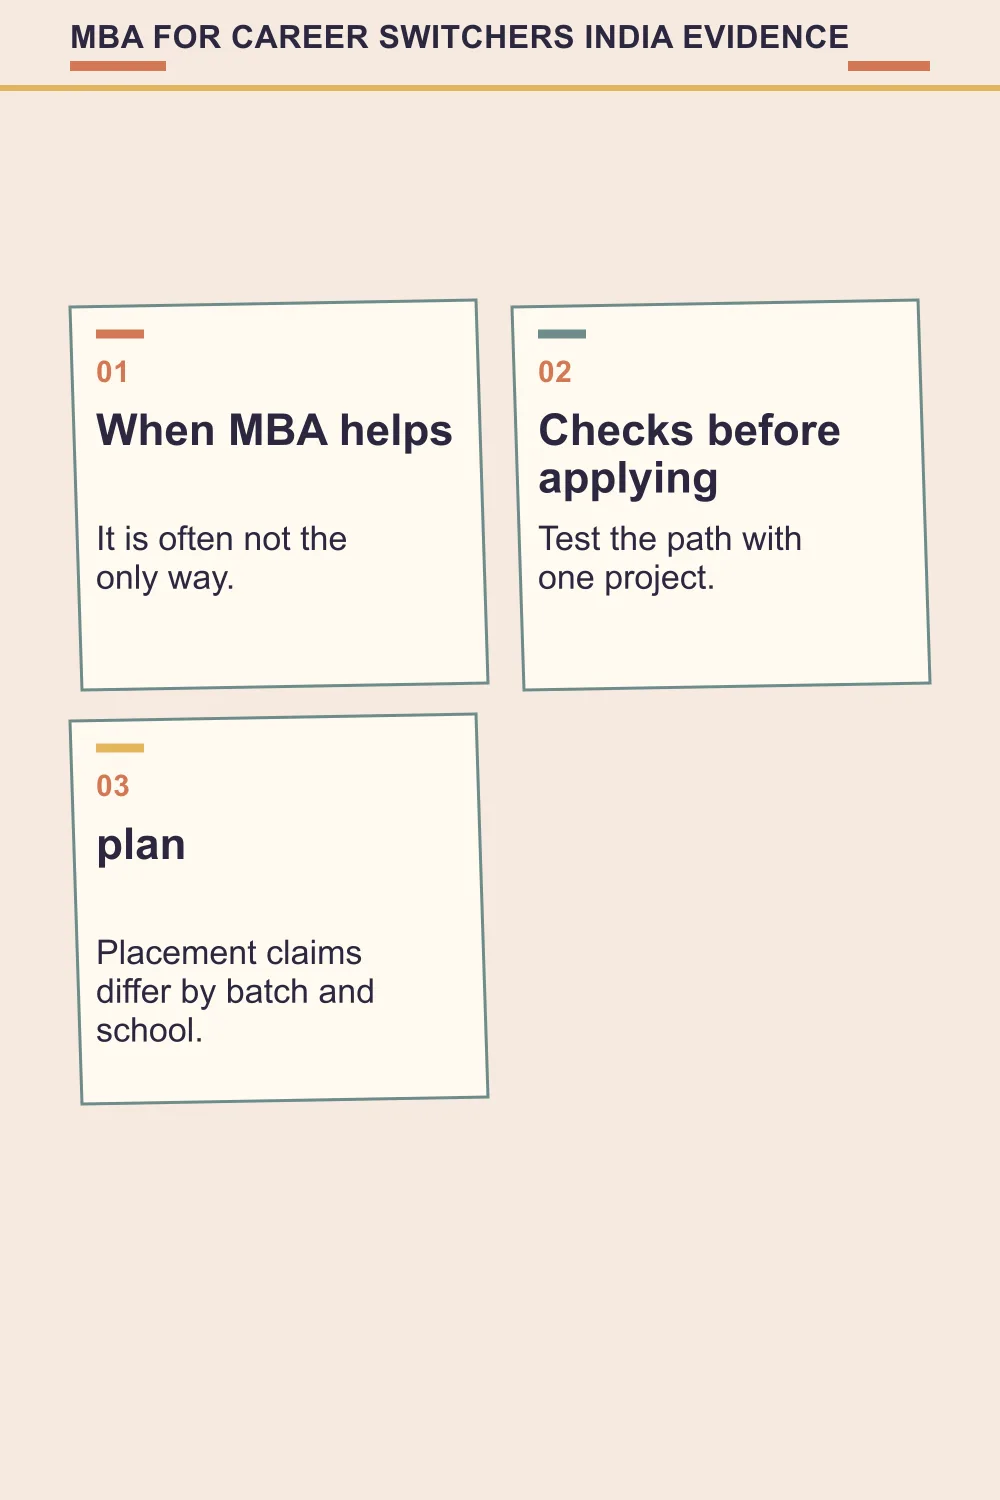 MBA FOR CAREER SWITCHERS INDIA EVIDENCE
01
When MBA helps
It is often not the
only way.
02
Checks before
applying
Test the path with
one project.
03
plan
Placement claims
differ by batch and
school.